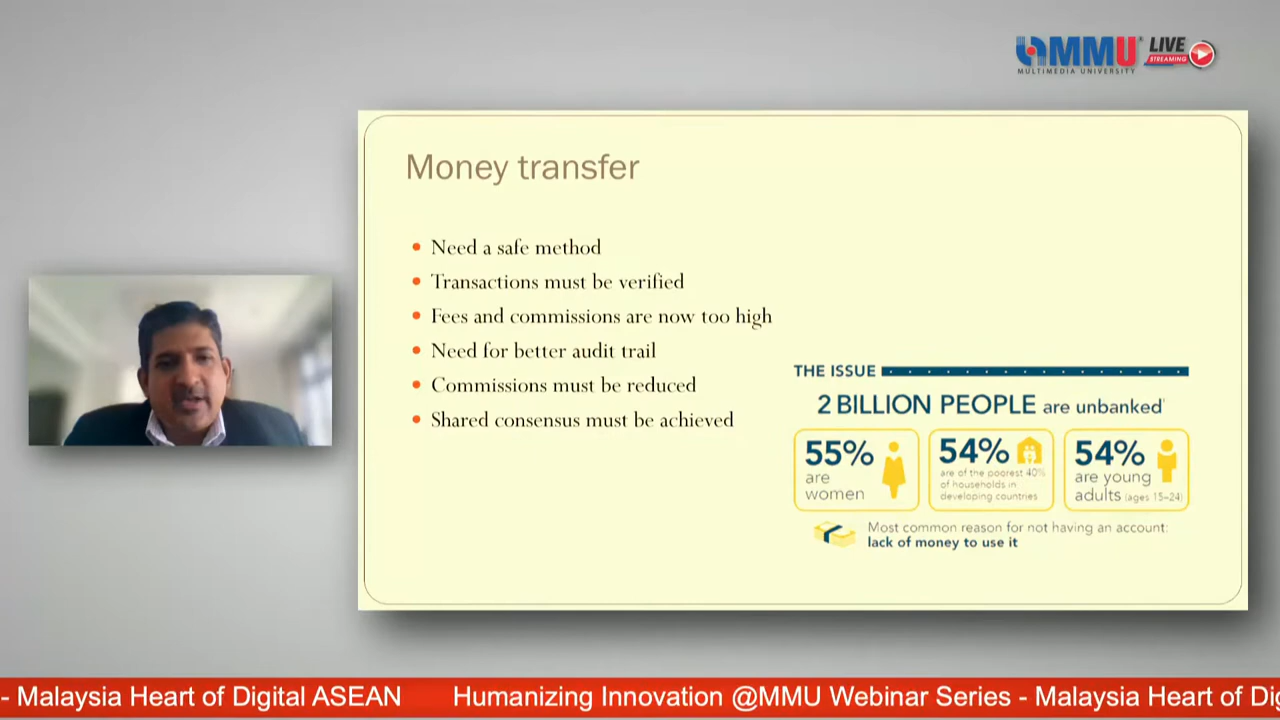 MMU LIVE
STREAMING
MULTIMEDIA UNIVERSITY
Money transfer
• Need a safe method
• Transactions must be verified
• Fees and commissions are now too high
• Need for better audit trail
• Commissions must be reduced
• Shared consensus must be achieved
THE ISSUE
2 BILLION PEOPLE are unbanked¹
55%
are
women
54%
are of the poorest 40%
of households in
developing countries
54%
are young
adults (ages 15–24)
Most common reason for not having an account:
lack of money to use it
- Malaysia Heart of Digital ASEAN Humanizing Innovation @MMU Webinar Series - Malaysia Heart of Dig